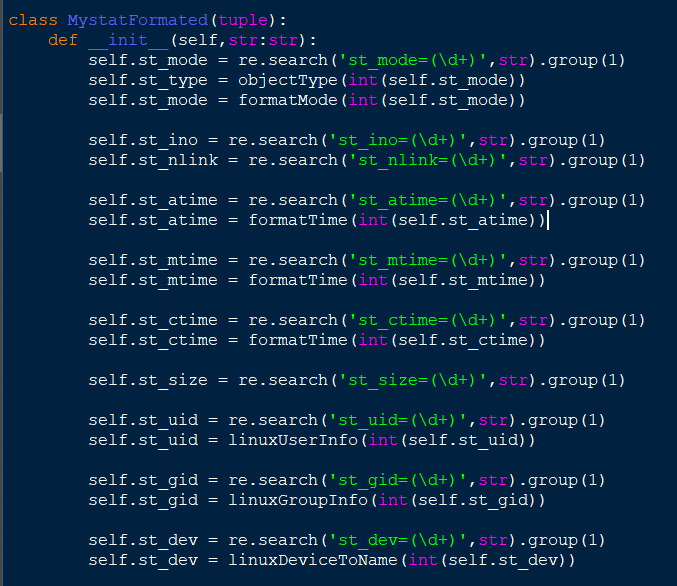 class MystatFormated(tuple):
    def __init__(self,str:str):
        self.st_mode = re.search('st_mode=(\d+)',str).group(1)
        self.st_type = objectType(int(self.st_mode))
        self.st_mode = formatMode(int(self.st_mode))

        self.st_ino = re.search('st_ino=(\d+)',str).group(1)
        self.st_nlink = re.search('st_nlink=(\d+)',str).group(1)

        self.st_atime = re.search('st_atime=(\d+)',str).group(1)
        self.st_atime = formatTime(int(self.st_atime))

        self.st_mtime = re.search('st_mtime=(\d+)',str).group(1)
        self.st_mtime = formatTime(int(self.st_mtime))

        self.st_ctime = re.search('st_ctime=(\d+)',str).group(1)
        self.st_ctime = formatTime(int(self.st_ctime))

        self.st_size = re.search('st_size=(\d+)',str).group(1)

        self.st_uid = re.search('st_uid=(\d+)',str).group(1)
        self.st_uid = linuxUserInfo(int(self.st_uid))

        self.st_gid = re.search('st_gid=(\d+)',str).group(1)
        self.st_gid = linuxGroupInfo(int(self.st_gid))

        self.st_dev = re.search('st_dev=(\d+)',str).group(1)
        self.st_dev = linuxDeviceToName(int(self.st_dev))